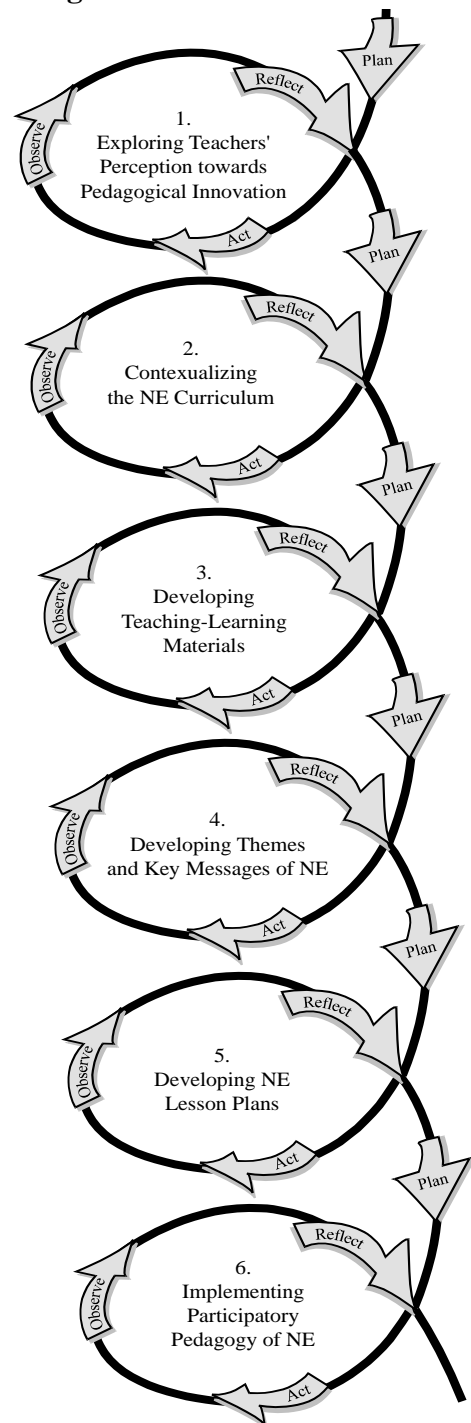 Plan
Reflect
Observe
1.
Exploring Teachers'
Perception towards
Pedagogical Innovation
Act
Plan
Reflect
Observe
2.
Contexualizing
the NE Curriculum
Act
Plan
Reflect
Observe
3.
Developing
Teaching-Learning
Materials
Act
Plan
Reflect
Observe
4.
Developing Themes
and Key Messages of NE
Act
Plan
Reflect
Observe
5.
Developing NE
Lesson Plans
Act
Plan
Reflect
Observe
6.
Implementing
Participatory
Pedagogy of NE
Act